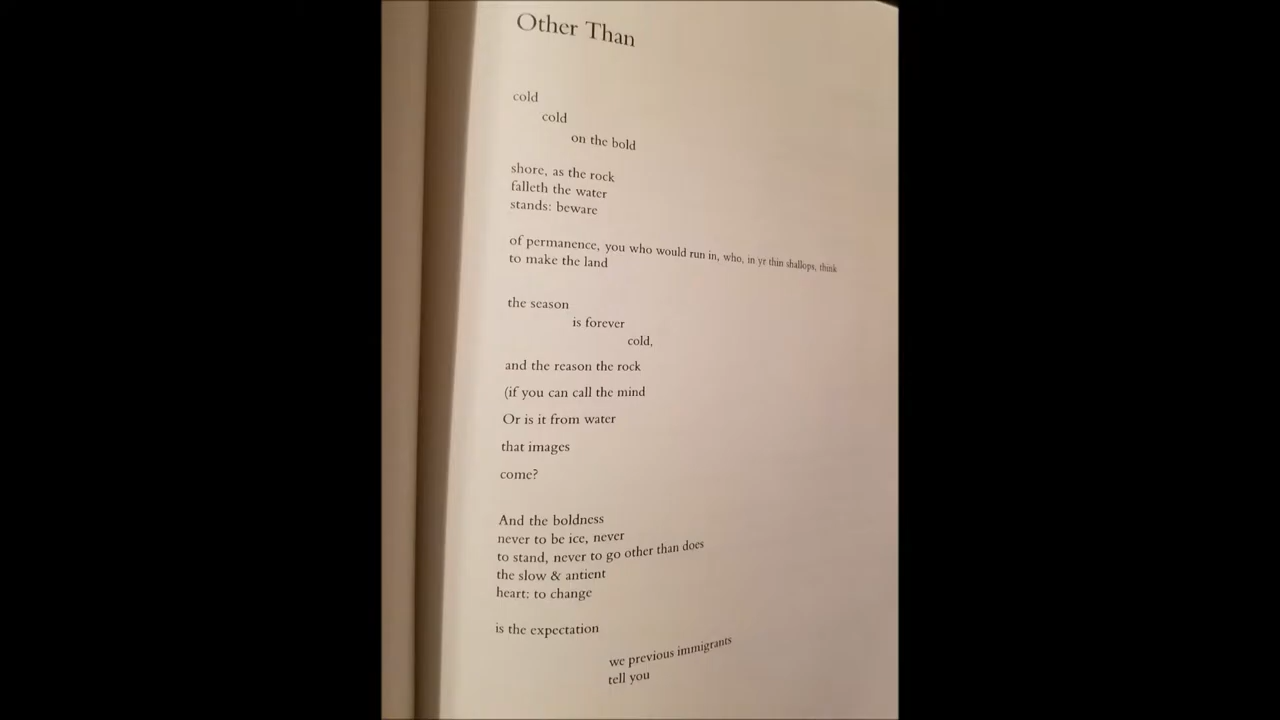 Other Than
cold
cold
on the bold
shore, as the rock
falleth the water
stands: beware
of permanence, you who would run in, who, in yr thin shallops, think
to make the land
the season
is forever
cold,
and the reason the rock
(if you can call the mind
Or is it from water
that images
come?
And the boldness
never to be ice, never
to stand, never to go other than does
the slow & antient
heart: to change
is the expectation
we previous immigrants
tell you